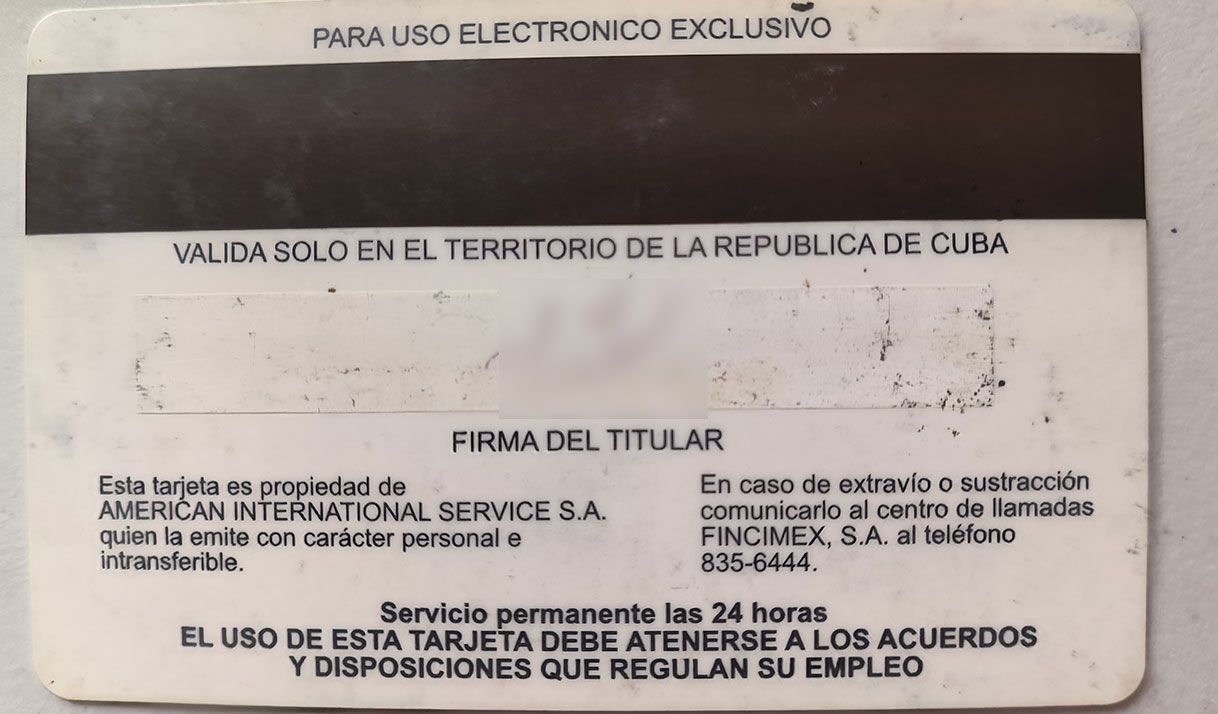 PARA USO ELECTRONICO EXCLUSIVO
VALIDA SOLO EN EL TERRITORIO DE LA REPUBLICA DE CUBA
FIRMA DEL TITULAR
Esta tarjeta es propiedad de
AMERICAN INTERNATIONAL SERVICE S.A.
quien la emite con carácter personal e
intransferible.
En caso de extravío o sustracción
comunicarlo al centro de llamadas
FINCIMEX, S.A. al teléfono
835-6444.
Servicio permanente las 24 horas
EL USO DE ESTA TARJETA DEBE ATENERSE A LOS ACUERDOS
Y DISPOSICIONES QUE REGULAN SU EMPLEO